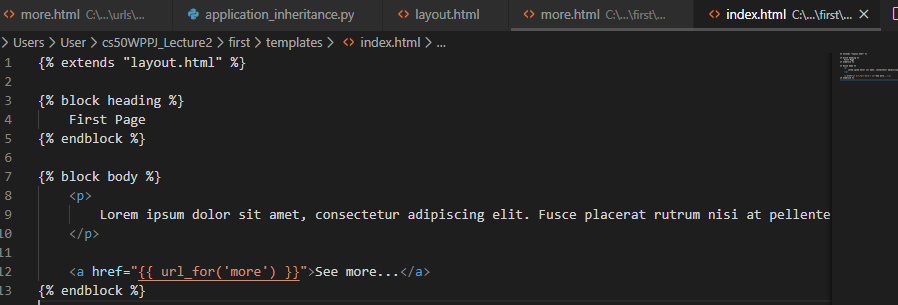 more.html C:\...\urls\...
application_inheritance.py
layout.html
more.html C:\...\first\...
index.html C:\...\first\...
> Users > User > cs50WPPJ_Lecture2 > first > templates > index.html > ...
1 {% extends "layout.html" %}
2
3 {% block heading %}
4 First Page
5 {% endblock %}
6
7 {% block body %}
8 <p>
9 Lorem ipsum dolor sit amet, consectetur adipiscing elit. Fusce placerat rutrum nisi at pellente
10 </p>
11
12 <a href="{{ url_for('more') }}">See more...</a>
13 {% endblock %}